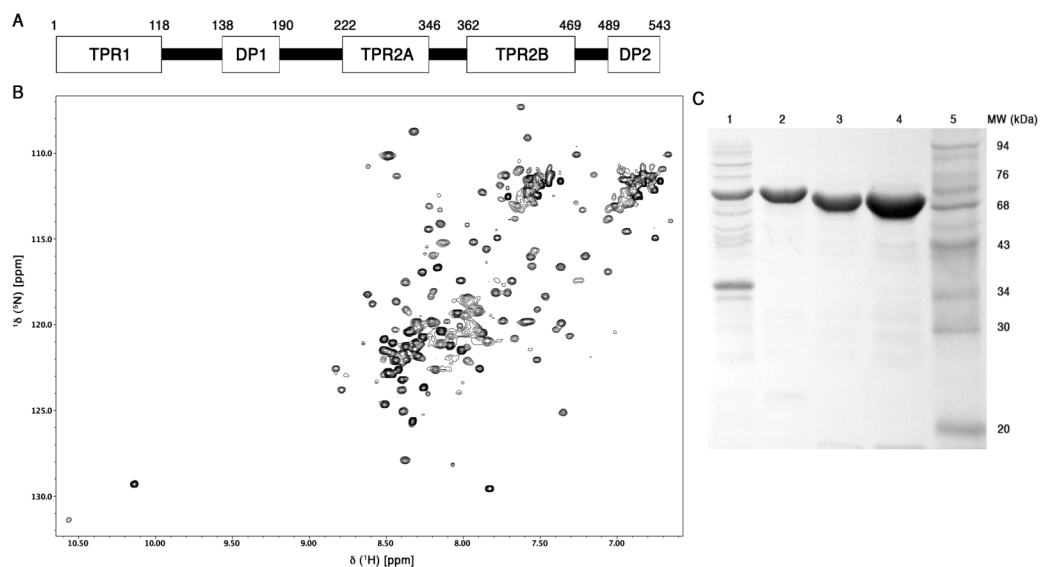 A
1 118 138 190 222 346 362 469 489 543
TPR1 DP1 TPR2A TPR2B DP2
B
110.0
115.0
120.0
125.0
130.0
¹δ (⁵N) [ppm]
10.50 10.00 9.50 9.00 8.50 8.00 7.50 7.00
δ (¹H) [ppm]
C
1 2 3 4 5 MW (kDa)
94
76
68
43
34
30
20